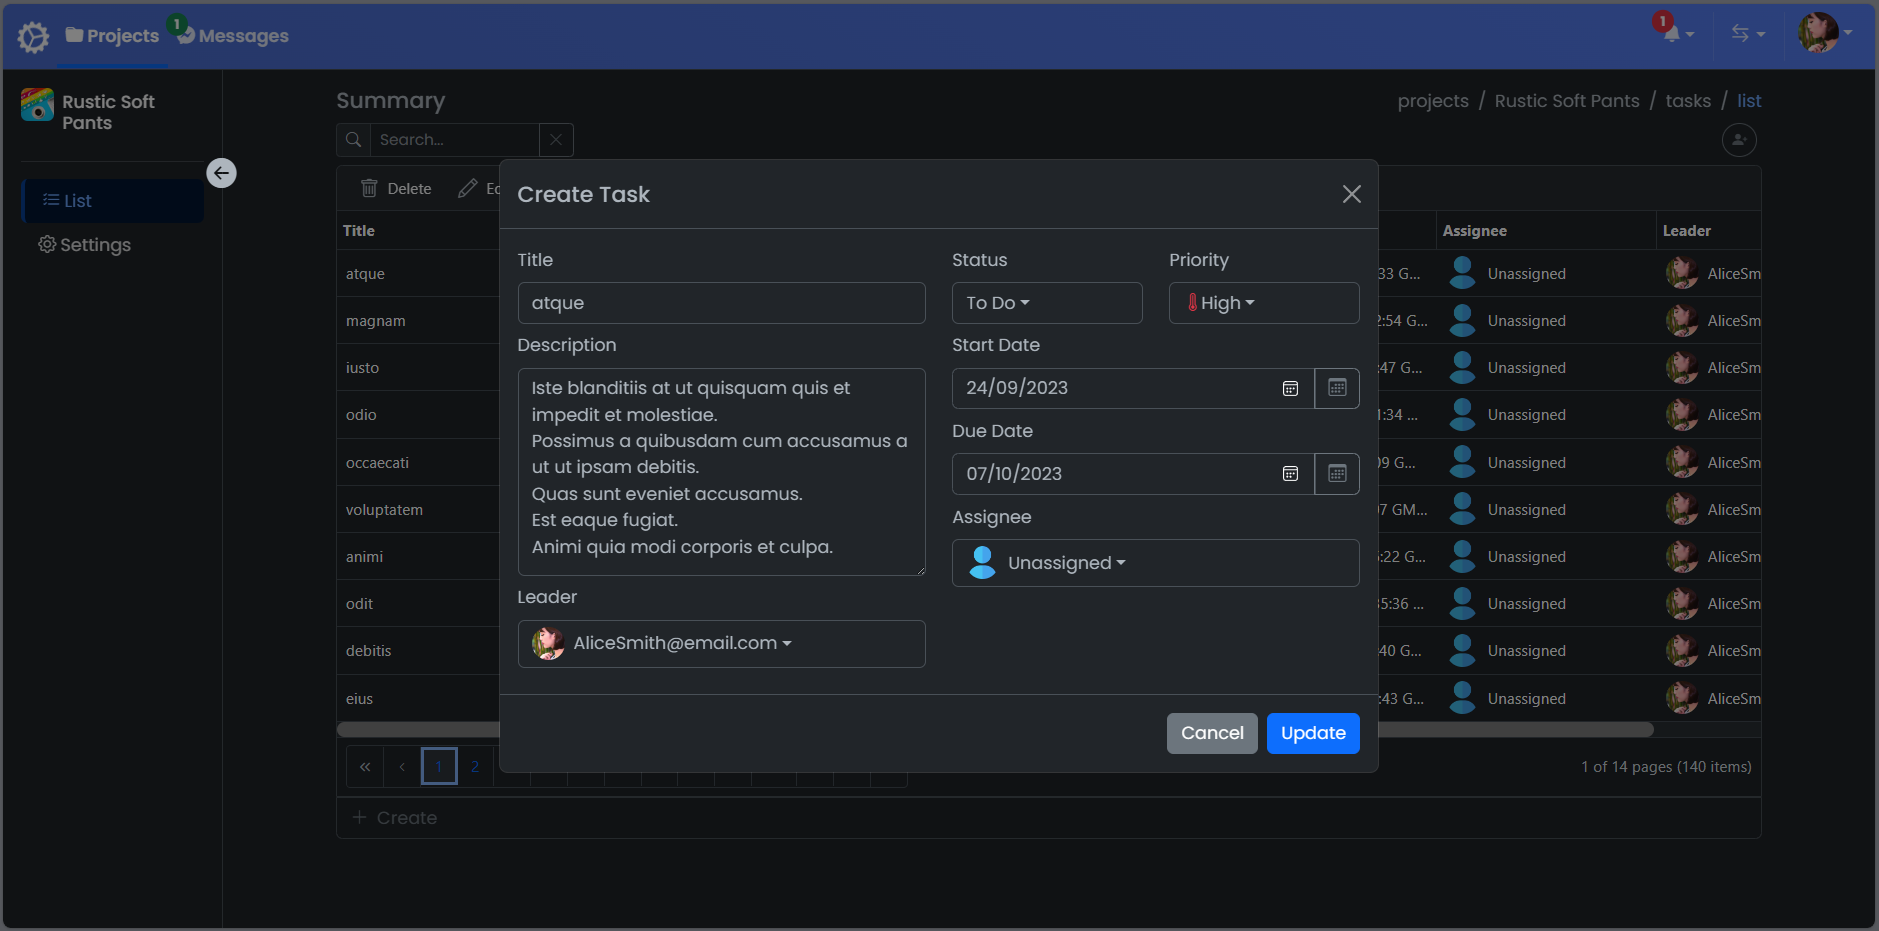 Projects
1
Messages
1
Rustic Soft
Pants
List
Settings
Summary
projects / Rustic Soft Pants / tasks / list
Search...
Delete
Title
Assignee
Leader
atque
33 G...
Unassigned
AliceSm
magnam
2:54 G...
Unassigned
AliceSm
iusto
:47 G...
Unassigned
AliceSm
odio
1:34 ...
Unassigned
AliceSm
occaecati
09 G...
Unassigned
AliceSm
voluptatem
7 GM...
Unassigned
AliceSm
animi
:22 G...
Unassigned
AliceSm
odit
35:36 ...
Unassigned
AliceSm
debitis
:40 G...
Unassigned
AliceSm
eius
:43 G...
Unassigned
AliceSm
« ‹ 1 2
1 of 14 pages (140 items)
+ Create
Create Task
Title
atque
Status
To Do
Priority
High
Description
Iste blanditiis at ut quisquam quis et
impedit et molestiae.
Possimus a quibusdam cum accusamus a
ut ut ipsam debitis.
Quas sunt eveniet accusamus.
Est eaque fugiat.
Animi quia modi corporis et culpa.
Start Date
24/09/2023
Due Date
07/10/2023
Assignee
Unassigned
Leader
AliceSmith@email.com
Cancel
Update